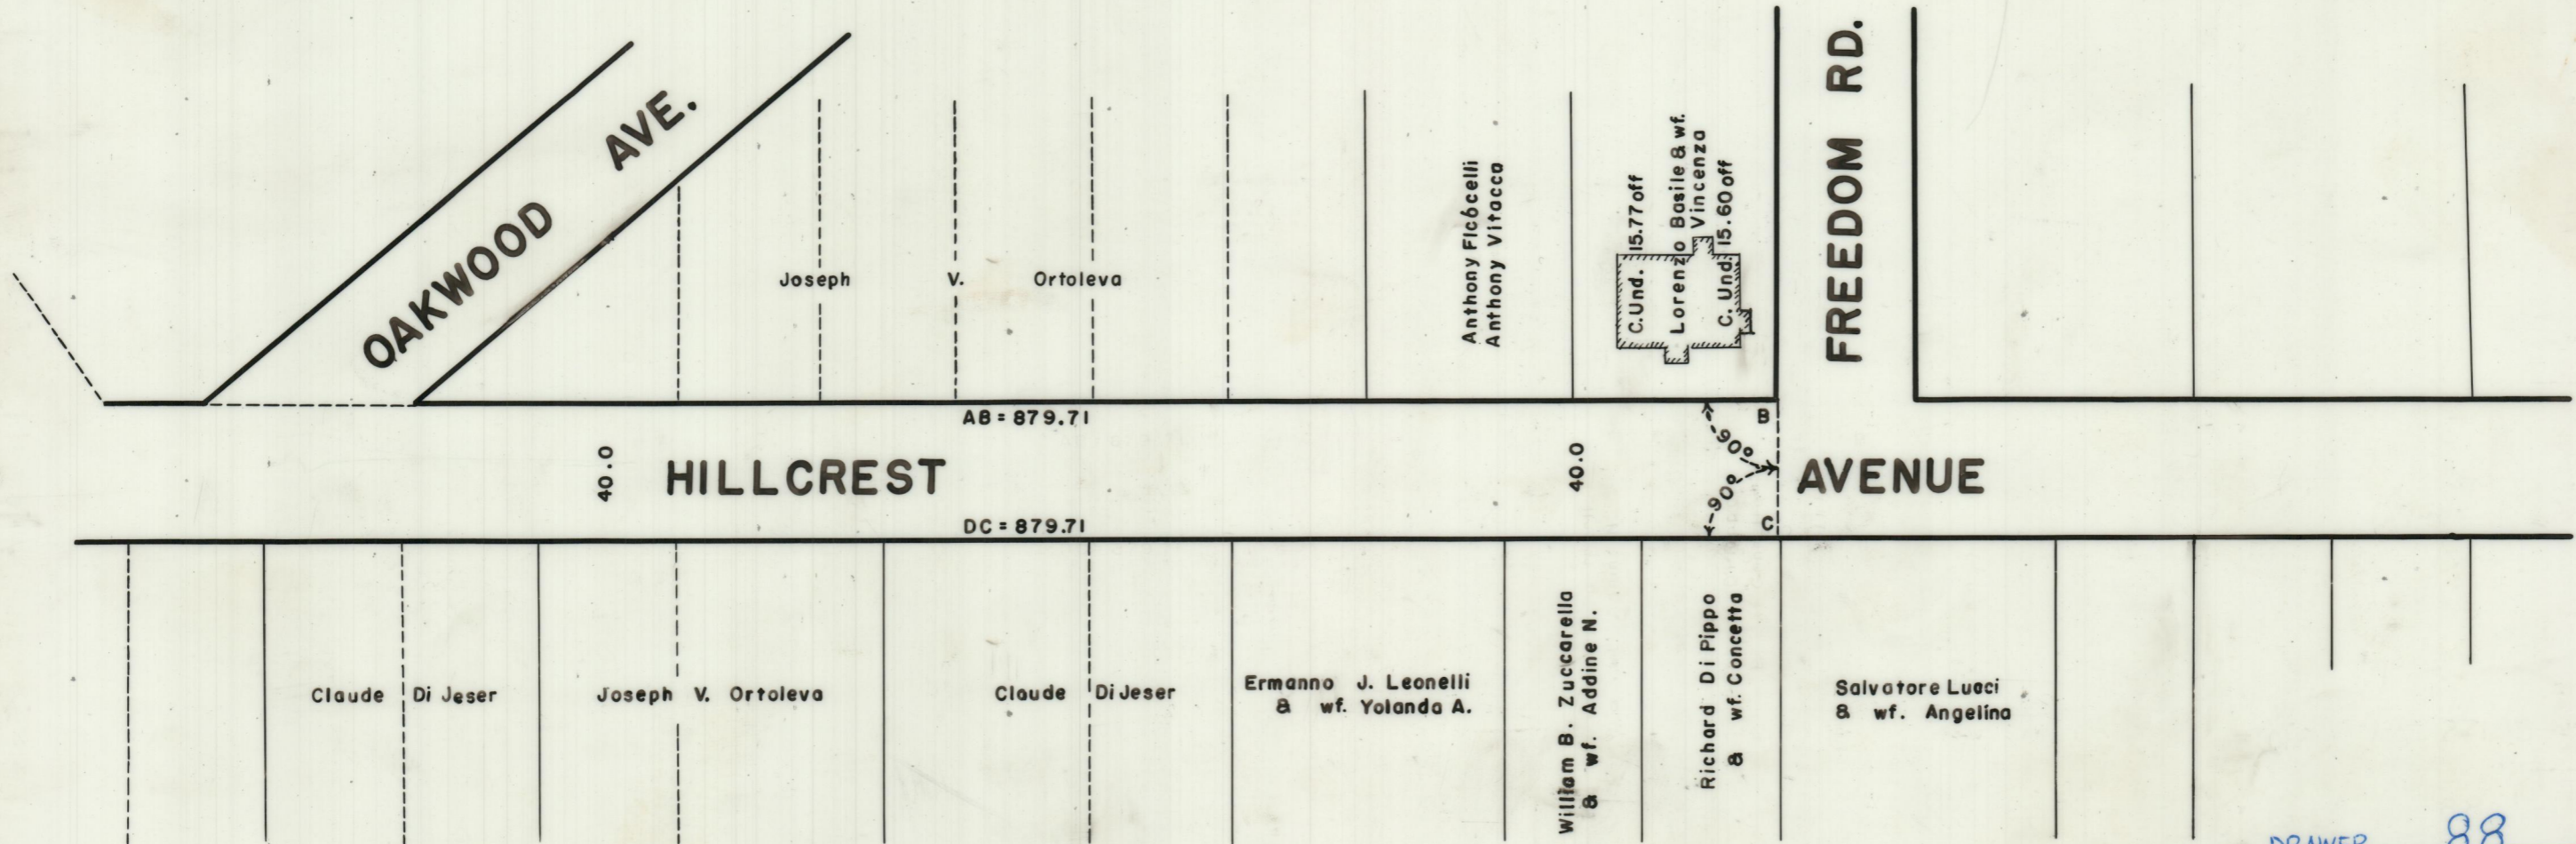 OAKWOOD AVE.
Joseph V. Ortoleva
Anthony Ficocelli
Anthony Vitacco
C.Und. 15.77 off
Lorenzo Basile & wf.
Vincenza
C. Und. 15.60 off
FREEDOM RD.
AB = 879.71
B
90°
40.0
HILLCREST AVENUE
40.0
90°
DC = 879.71
C
Claude Di Jeser
Joseph V. Ortoleva
Claude DiJeser
Ermanno J. Leonelli
& wf. Yolanda A.
William B. Zuccarella
& wf. Addine N.
Richard Di Pippo
& wf. Concetta
Salvatore Lucci
& wf. Angelina
DRAWER 88